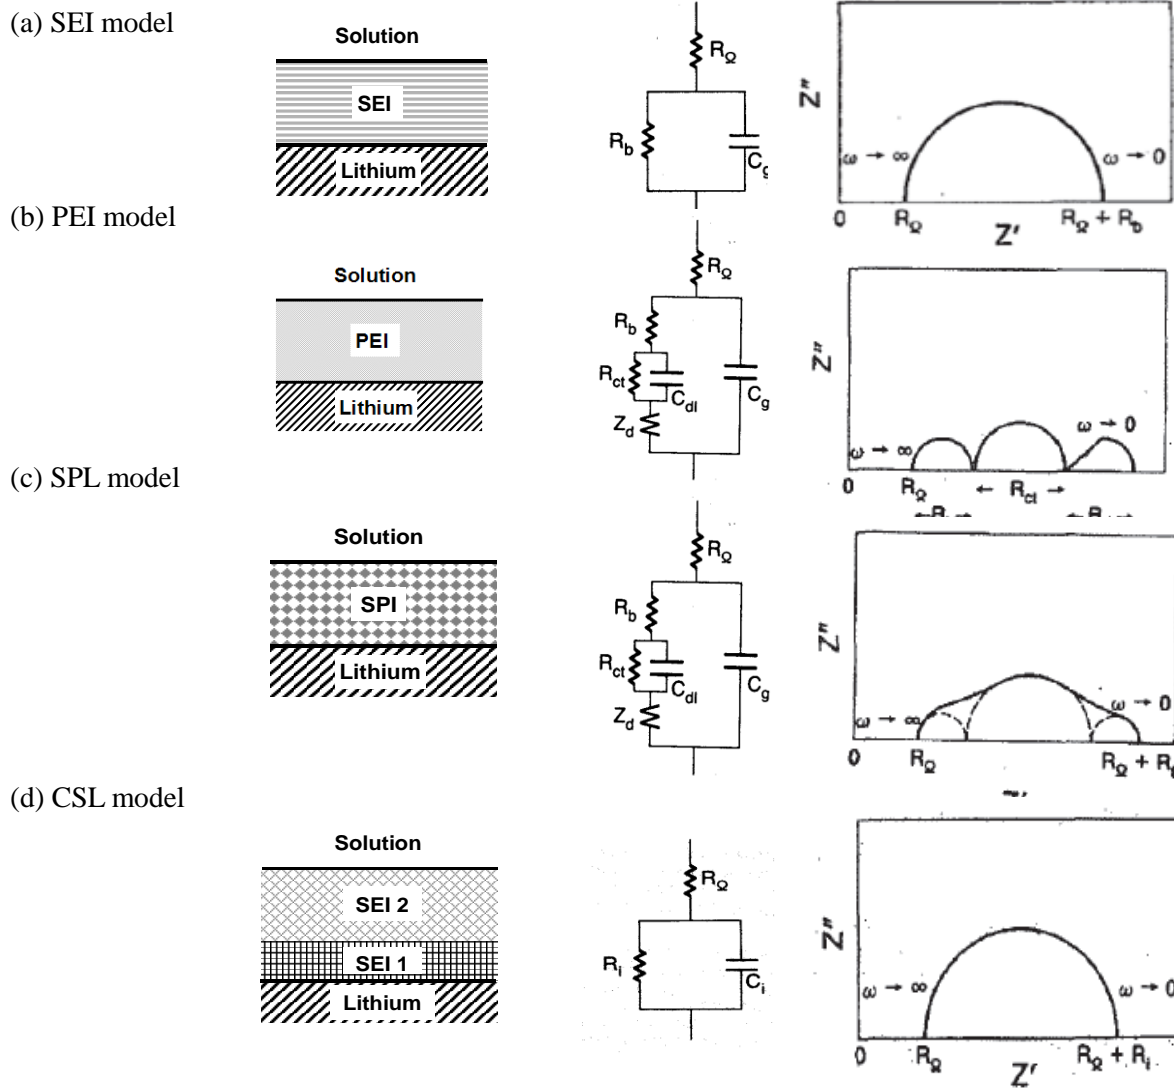 (a) SEI model
Solution
SEI
Lithium
R_Ω
R_b
C_g
Z"
ω → ∞
ω → 0
0
R_Ω
R_Ω + R_b
Z'
(b) PEI model
Solution
PEI
Lithium
R_Ω
R_b
R_ct
C_dl
Z_d
C_g
Z"
ω → ∞
ω → 0
0
R_Ω
← R_ct →
(c) SPL model
Solution
SPI
Lithium
R_Ω
R_b
R_ct
C_dl
Z_d
C_g
Z"
ω → ∞
ω → 0
0
R_Ω
R_Ω + R
(d) CSL model
Solution
SEI 2
SEI 1
Lithium
R_Ω
R_i
C_i
Z"
ω → ∞
ω → 0
0
R_Ω
R_Ω + R_i
Z'